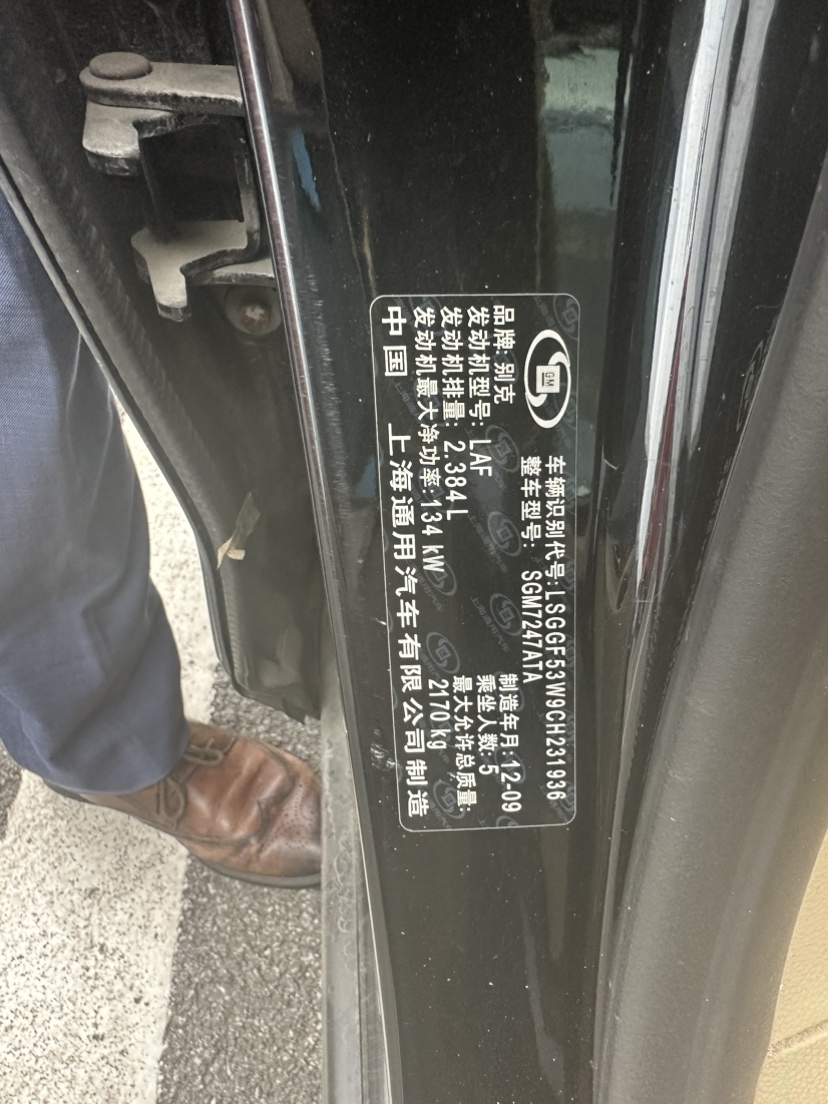 GM
车辆识别代号:LSGGF53W9CH231936
整车型号: SGM7247ATA
品牌:别克 制造年月:12-09
发动机型号:LAF 乘坐人数:5
发动机排量:2.384L 最大允许总质量:
发动机最大净功率:134 kW 2170kg
中国 上海通用汽车有限公司制造